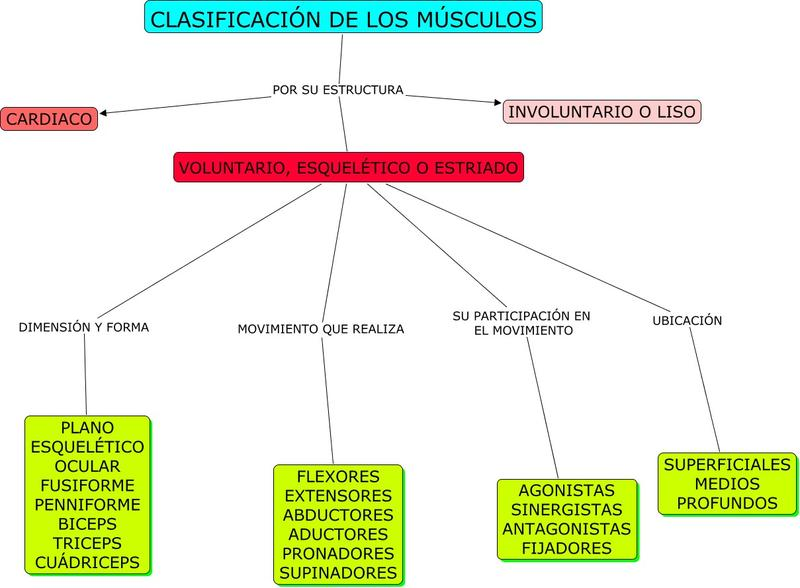 CLASIFICACIÓN DE LOS MÚSCULOS
POR SU ESTRUCTURA
CARDIACO
INVOLUNTARIO O LISO
VOLUNTARIO, ESQUELÉTICO O ESTRIADO
DIMENSIÓN Y FORMA
MOVIMIENTO QUE REALIZA
SU PARTICIPACIÓN EN
EL MOVIMIENTO
UBICACIÓN
PLANO
ESQUELÉTICO
OCULAR
FUSIFORME
PENNIFORME
BICEPS
TRICEPS
CUÁDRICEPS
FLEXORES
EXTENSORES
ABDUCTORES
ADUCTORES
PRONADORES
SUPINADORES
AGONISTAS
SINERGISTAS
ANTAGONISTAS
FIJADORES
SUPERFICIALES
MEDIOS
PROFUNDOS